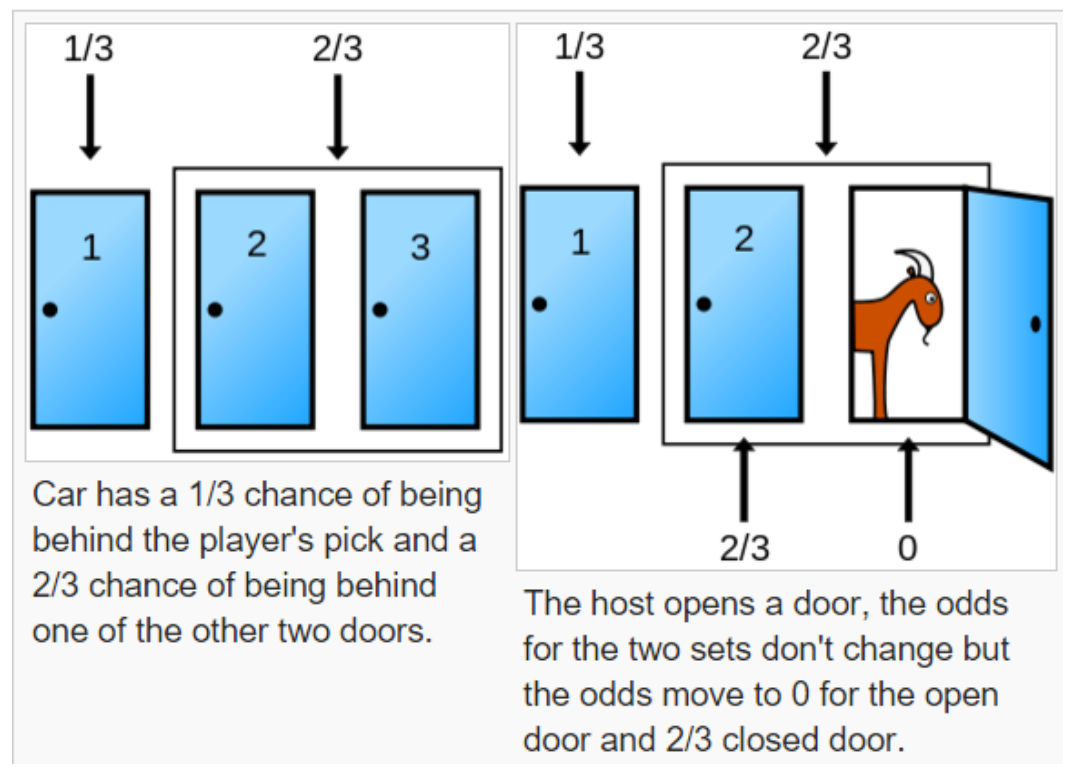 1/3 2/3
1 2 3
Car has a 1/3 chance of being
behind the player's pick and a
2/3 chance of being behind
one of the other two doors.
1/3 2/3
1 2
2/3 0
The host opens a door, the odds
for the two sets don't change but
the odds move to 0 for the open
door and 2/3 closed door.